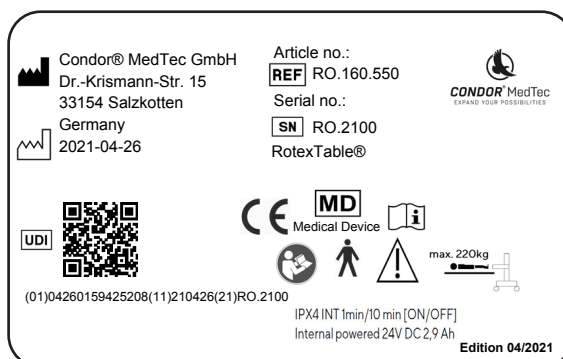 Condor® MedTec GmbH
Dr.-Krismann-Str. 15
33154 Salzkotten
Germany
2021-04-26
Article no.:
REF RO.160.550
Serial no.:
SN RO.2100
RotexTable®
CONDOR® MedTec
EXPAND YOUR POSSIBILITIES
UDI
CE
MD
Medical Device
i
max. 220kg
(01)04260159425208(11)210426(21)RO.2100
IPX4 INT 1min/10 min [ON/OFF]
Internal powered 24V DC 2,9 Ah
Edition 04/2021